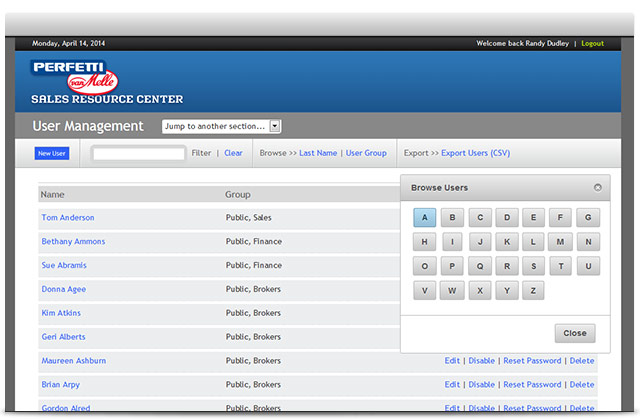 Monday, April 14, 2014
Welcome back Randy Dudley | Logout
PERFETTI
van Melle
SALES RESOURCE CENTER
User Management
Jump to another section...
New User
Filter | Clear
Browse >> Last Name | User Group
Export >> Export Users (CSV)
Name Group
Tom Anderson Public, Sales
Bethany Ammons Public, Finance
Sue Abramis Public, Finance
Donna Agee Public, Brokers
Kim Atkins Public, Brokers
Geri Alberts Public, Brokers
Maureen Ashburn Public, Brokers Edit | Disable | Reset Password | Delete
Brian Arpy Public, Brokers Edit | Disable | Reset Password | Delete
Gordon Alred Public, Brokers Edit | Disable | Reset Password | Delete
Browse Users
A B C D E F G
H I J K L M N
O P Q R S T U
V W X Y Z
Close